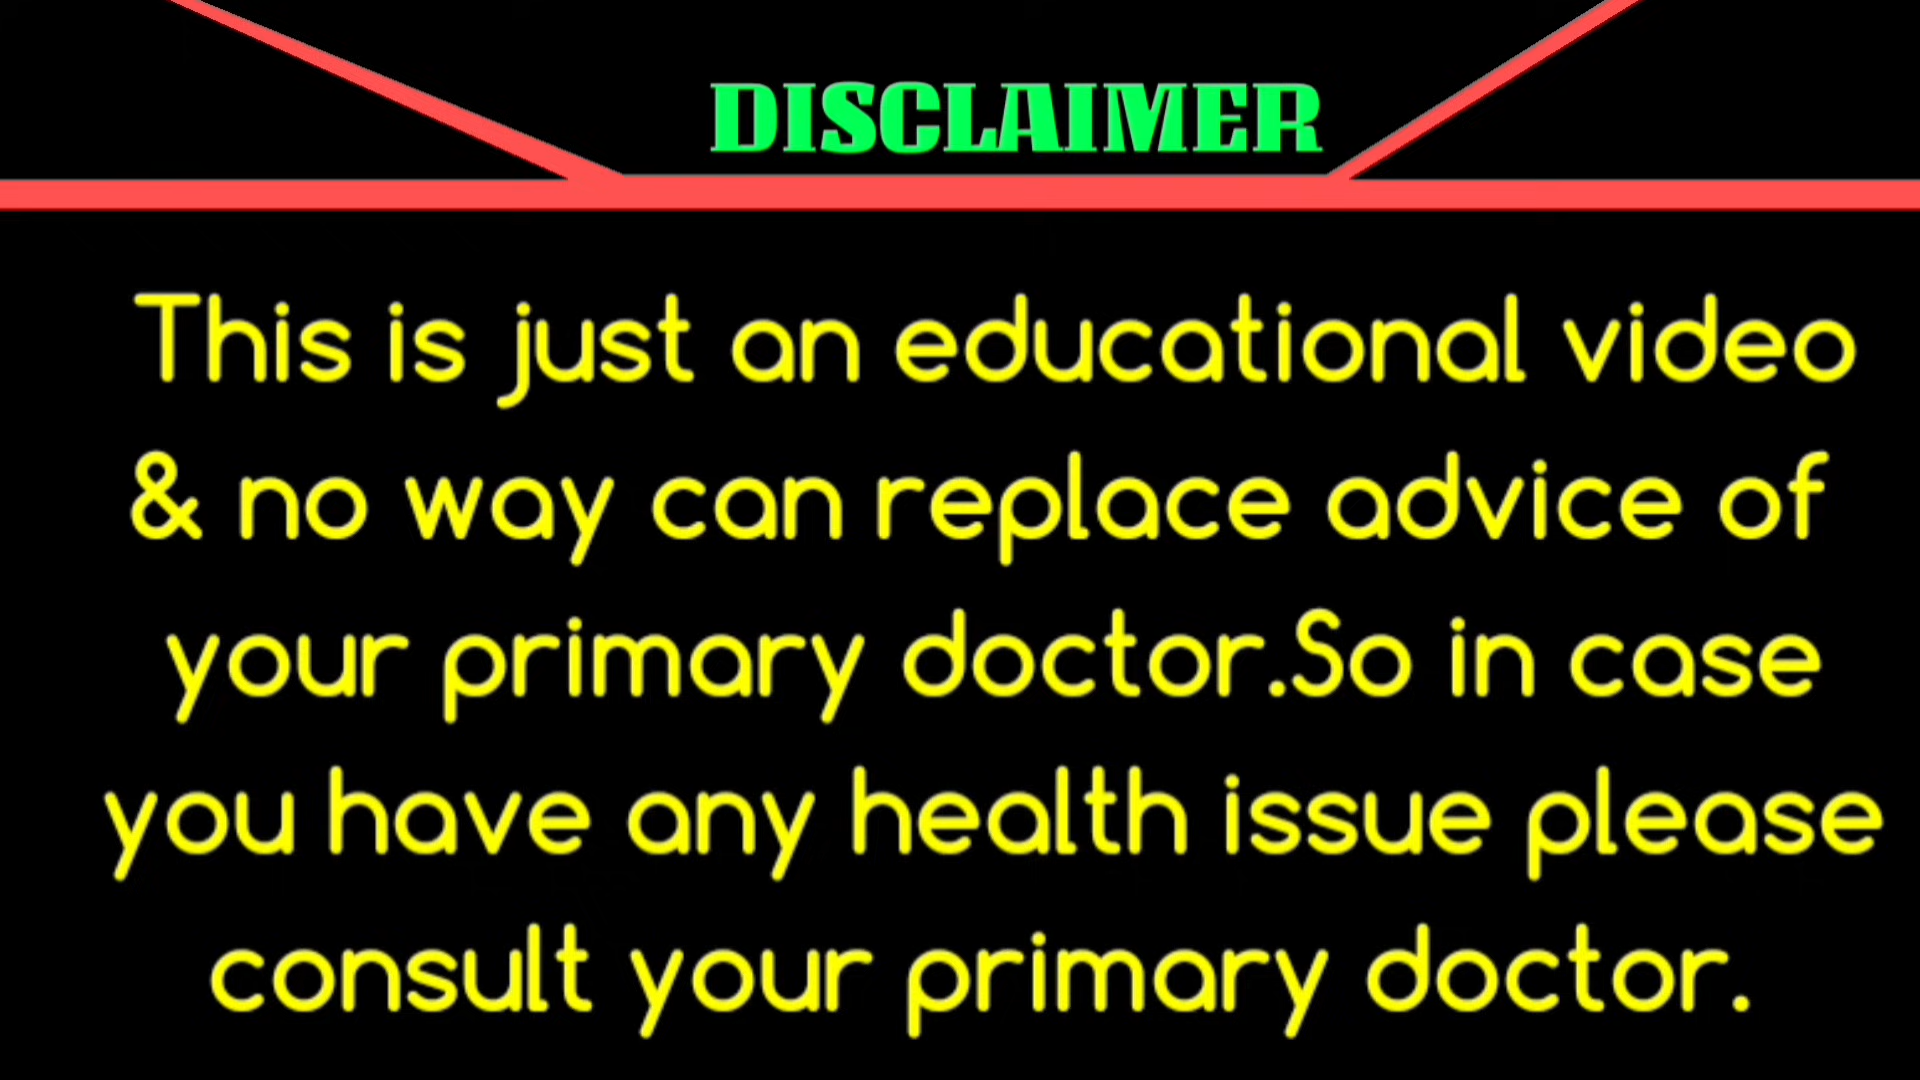 DISCLAIMER
This is just an educational video
& no way can replace advice of
your primary doctor.So in case
you have any health issue please
consult your primary doctor.